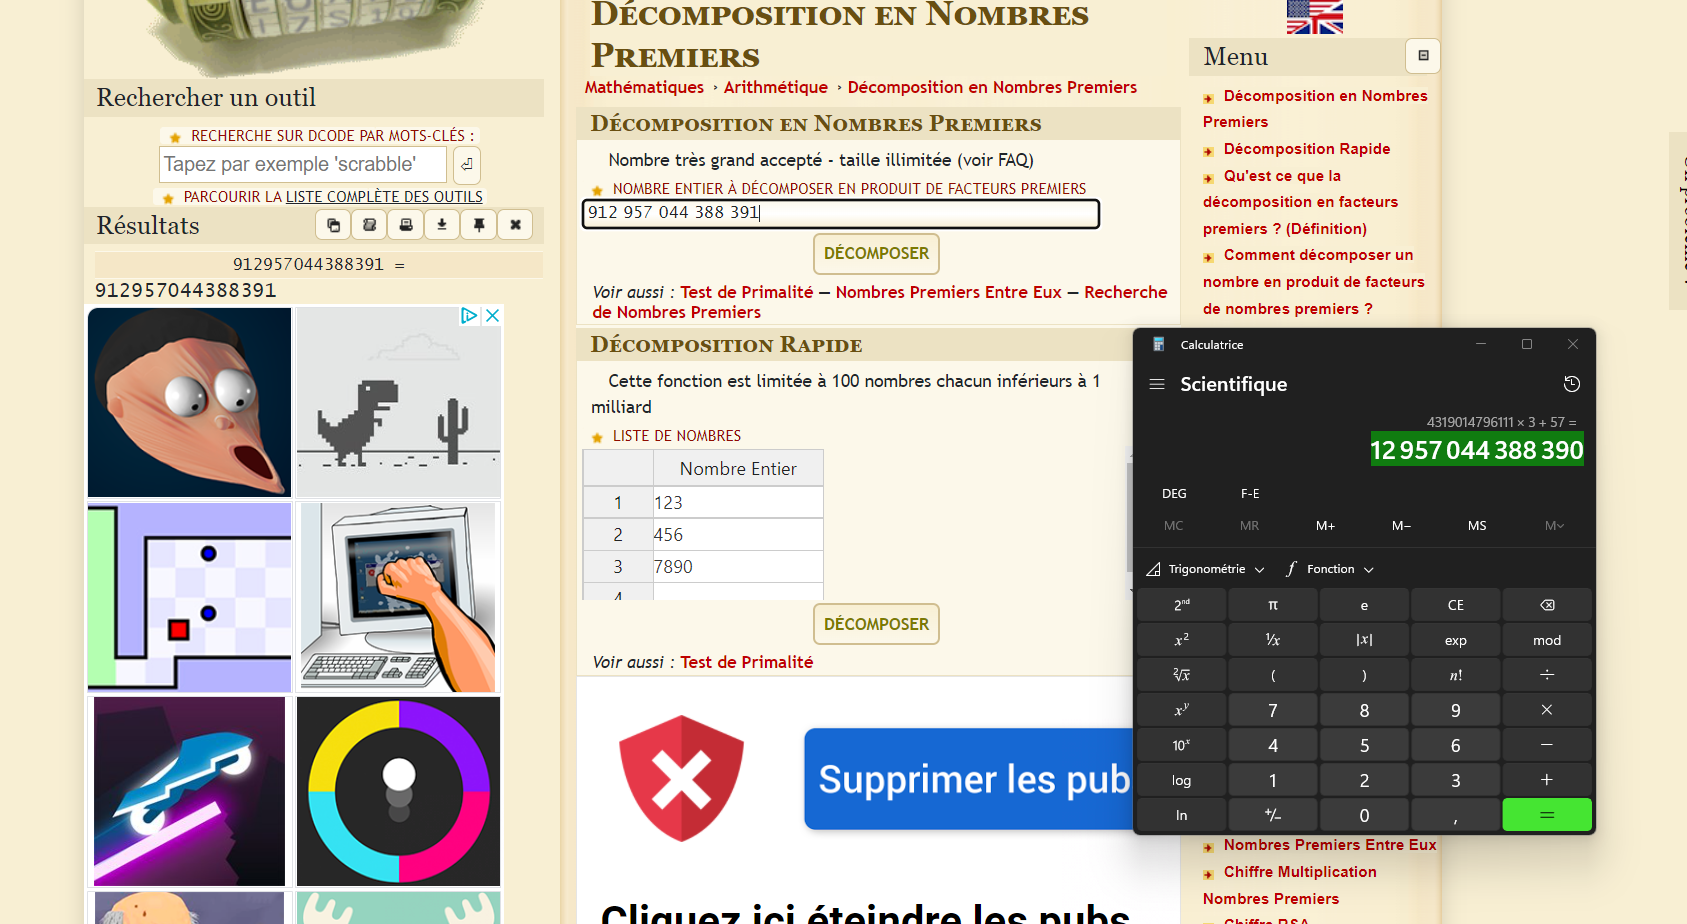 Décomposition en Nombres
Premiers
Mathématiques › Arithmétique › Décomposition en Nombres Premiers
Rechercher un outil
RECHERCHE SUR DCODE PAR MOTS-CLÉS :
Tapez par exemple 'scrabble'
PARCOURIR LA LISTE COMPLÈTE DES OUTILS
Résultats
912957044388391 =
912957044388391
Décomposition en Nombres Premiers
Nombre très grand accepté - taille illimitée (voir FAQ)
NOMBRE ENTIER À DÉCOMPOSER EN PRODUIT DE FACTEURS PREMIERS
912 957 044 388 391
DÉCOMPOSER
Voir aussi : Test de Primalité — Nombres Premiers Entre Eux — Recherche
de Nombres Premiers
Décomposition Rapide
Cette fonction est limitée à 100 nombres chacun inférieurs à 1
milliard
LISTE DE NOMBRES
Nombre Entier
1 123
2 456
3 7890
4
DÉCOMPOSER
Voir aussi : Test de Primalité
Supprimer les pub
Cliquez ici éteindre les pubs
Menu
Décomposition en Nombres
Premiers
Décomposition Rapide
Qu'est ce que la
décomposition en facteurs
premiers ? (Définition)
Comment décomposer un
nombre en produit de facteurs
de nombres premiers ?
Calculatrice
Scientifique
4319014796111 × 3 + 57 =
12 957 044 388 390
DEG F-E
MC MR M+ M− MS M
Trigonométrie Fonction
2nd π e CE
x² ¹/x |x| exp mod
²√x ( ) n! ÷
xʸ 7 8 9 ×
10ˣ 4 5 6 −
log 1 2 3 +
ln +/− 0 , =
Nombres Premiers Entre Eux
Chiffre Multiplication
Nombres Premiers
Chiffre RSA